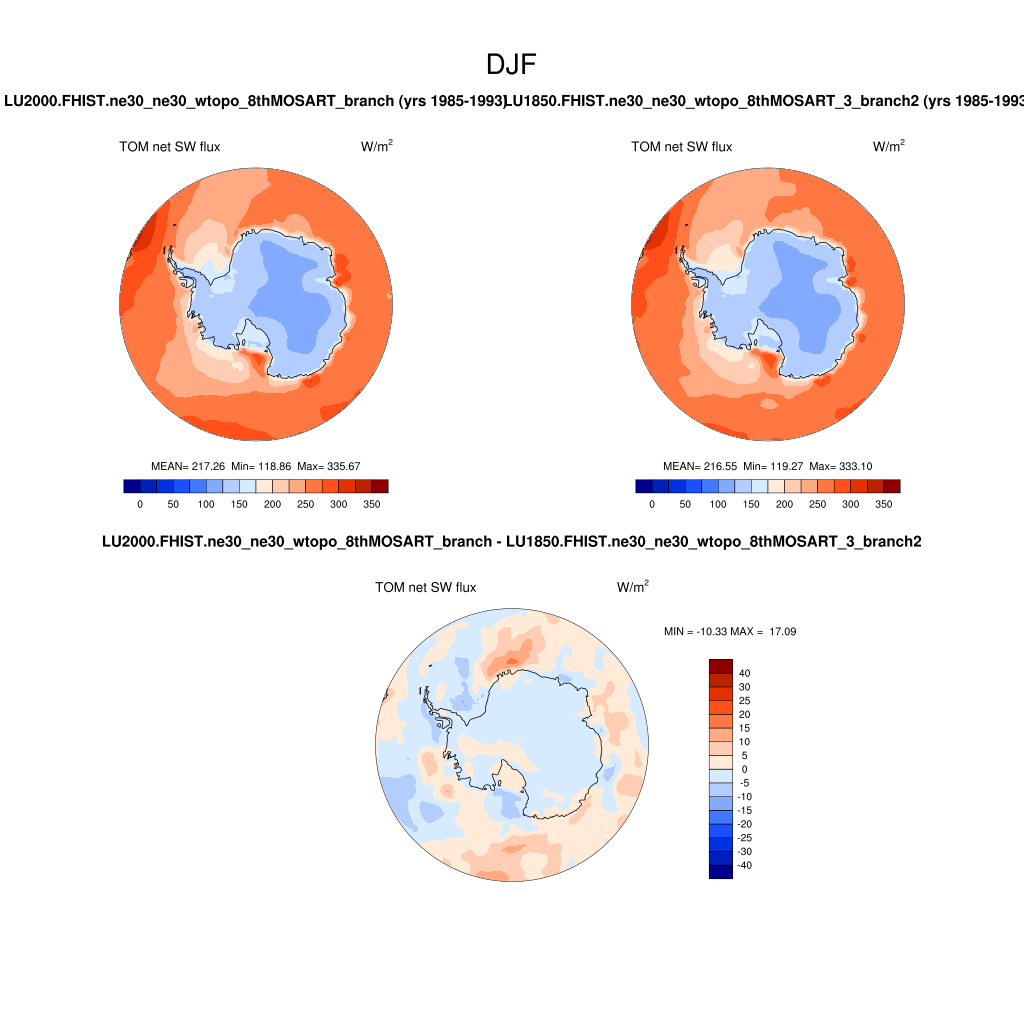 DJF
LU2000.FHIST.ne30_ne30_wtopo_8thMOSART_branch (yrs 1985-1993)
LU1850.FHIST.ne30_ne30_wtopo_8thMOSART_3_branch2 (yrs 1985-1993
TOM net SW flux W/m²
TOM net SW flux W/m²
MEAN= 217.26 Min= 118.86 Max= 335.67
MEAN= 216.55 Min= 119.27 Max= 333.10
0 50 100 150 200 250 300 350
0 50 100 150 200 250 300 350
LU2000.FHIST.ne30_ne30_wtopo_8thMOSART_branch - LU1850.FHIST.ne30_ne30_wtopo_8thMOSART_3_branch2
TOM net SW flux W/m²
MIN = -10.33 MAX = 17.09
40
30
25
20
15
10
5
0
-5
-10
-15
-20
-25
-30
-40